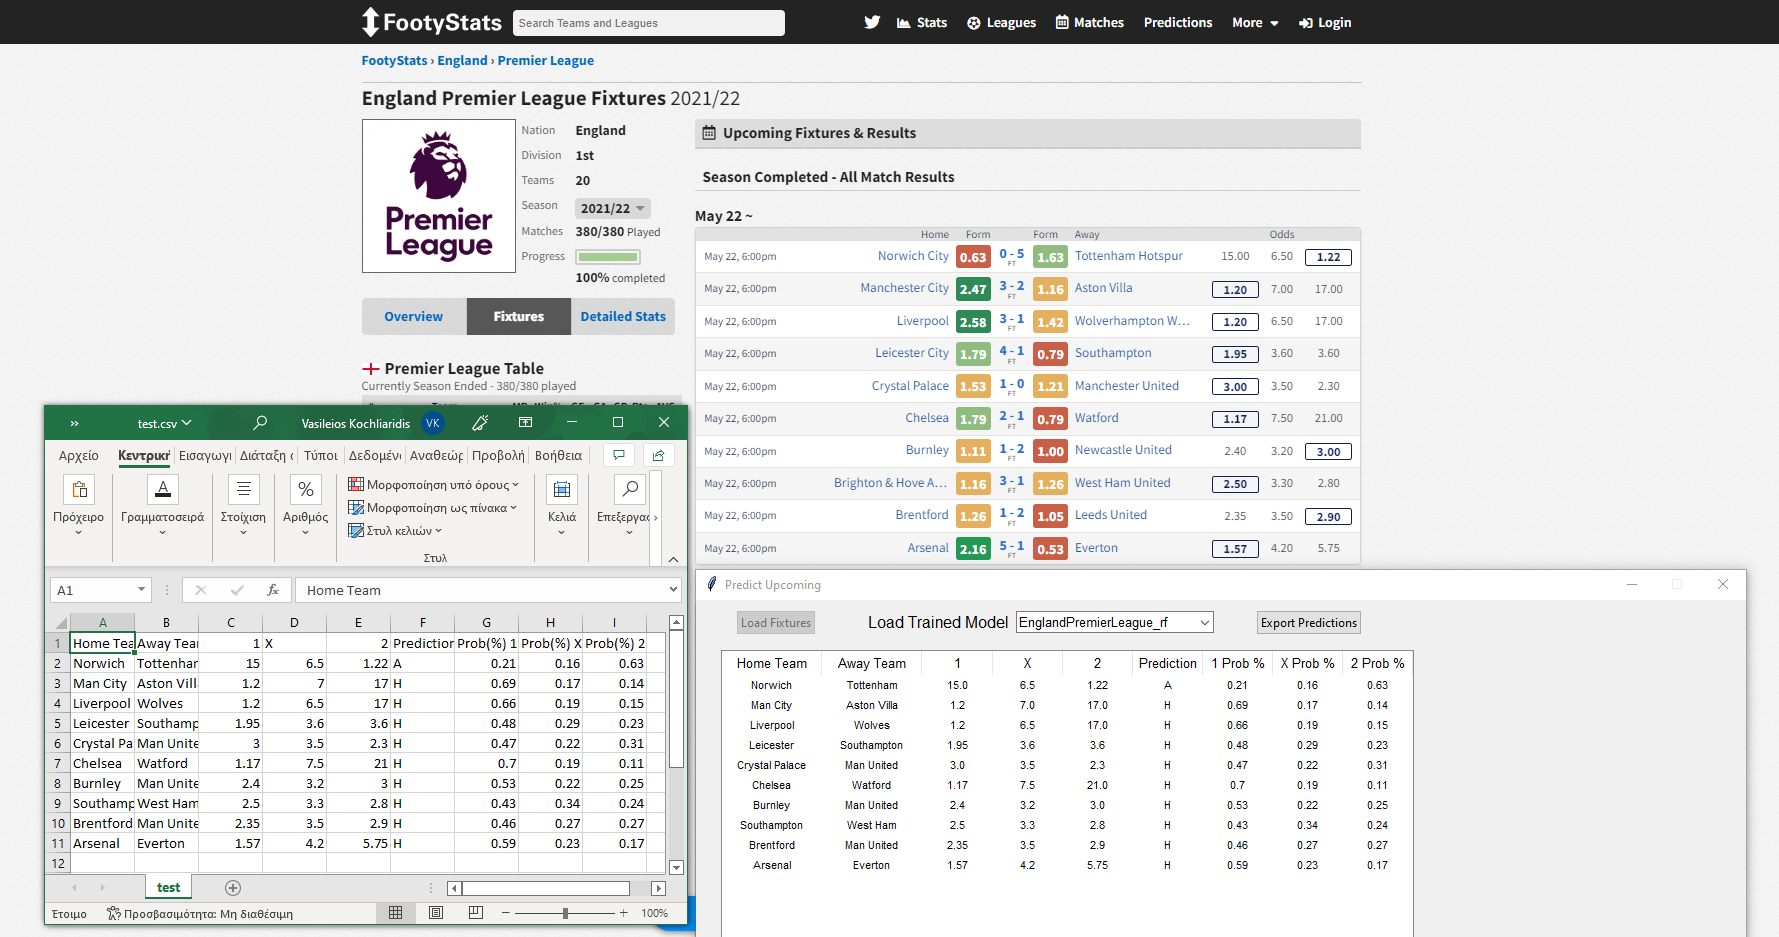 FootyStats
Search Teams and Leagues
Stats
Leagues
Matches
Predictions
More
Login
FootyStats › England › Premier League
England Premier League Fixtures 2021/22
Premier
League
Nation England
Division 1st
Teams 20
Season 2021/22
Matches 380/380 Played
Progress
100% completed
Overview
Fixtures
Detailed Stats
Premier League Table
Currently Season Ended - 380/380 played
Upcoming Fixtures & Results
Season Completed - All Match Results
May 22 ~
Home Form Form Away Odds
May 22, 6:00pm Norwich City 0.63 0 - 5 FT 1.63 Tottenham Hotspur 15.00 6.50 1.22
May 22, 6:00pm Manchester City 2.47 3 - 2 FT 1.16 Aston Villa 1.20 7.00 17.00
May 22, 6:00pm Liverpool 2.58 3 - 1 FT 1.42 Wolverhampton W... 1.20 6.50 17.00
May 22, 6:00pm Leicester City 1.79 4 - 1 FT 0.79 Southampton 1.95 3.60 3.60
May 22, 6:00pm Crystal Palace 1.53 1 - 0 FT 1.21 Manchester United 3.00 3.50 2.30
May 22, 6:00pm Chelsea 1.79 2 - 1 FT 0.79 Watford 1.17 7.50 21.00
May 22, 6:00pm Burnley 1.11 1 - 2 FT 1.00 Newcastle United 2.40 3.20 3.00
May 22, 6:00pm Brighton & Hove A... 1.16 3 - 1 FT 1.26 West Ham United 2.50 3.30 2.80
May 22, 6:00pm Brentford 1.26 1 - 2 FT 1.05 Leeds United 2.35 3.50 2.90
May 22, 6:00pm Arsenal 2.16 5 - 1 FT 0.53 Everton 1.57 4.20 5.75
» test.csv Vasileios Kochliaridis VK
Αρχείο Κεντρική Εισαγωγι Διάταξη Τύποι Δεδομένι Αναθεώρ Προβολή Βοήθεια
Πρόχειρο
Γραμματοσειρά
Στοίχιση
%
Αριθμός
Μορφοποίηση υπό όρους
Μορφοποίηση ως πίνακα
Στυλ κελιών
Στυλ
Κελιά
Επεξεργας
A1 fx Home Team
A B C D E F G H I
1 Home Tea Away Tean 1 X 2 Prediction Prob(%) 1 Prob(%) X Prob(%) 2
2 Norwich Tottenhar 15 6.5 1.22 A 0.21 0.16 0.63
3 Man City Aston Vill 1.2 7 17 H 0.69 0.17 0.14
4 Liverpool Wolves 1.2 6.5 17 H 0.66 0.19 0.15
5 Leicester Southamp 1.95 3.6 3.6 H 0.48 0.29 0.23
6 Crystal Pa Man Unite 3 3.5 2.3 H 0.47 0.22 0.31
7 Chelsea Watford 1.17 7.5 21 H 0.7 0.19 0.11
8 Burnley Man Unite 2.4 3.2 3 H 0.53 0.22 0.25
9 Southamp West Ham 2.5 3.3 2.8 H 0.43 0.34 0.24
10 Brentford Man Unite 2.35 3.5 2.9 H 0.46 0.27 0.27
11 Arsenal Everton 1.57 4.2 5.75 H 0.59 0.23 0.17
12
test
Έτοιμο Προσβασιμότητα: Μη διαθέσιμη 100%
Predict Upcoming
Load Fixtures Load Trained Model EnglandPremierLeague_rf Export Predictions
Home Team Away Team 1 X 2 Prediction 1 Prob % X Prob % 2 Prob %
Norwich Tottenham 15.0 6.5 1.22 A 0.21 0.16 0.63
Man City Aston Villa 1.2 7.0 17.0 H 0.69 0.17 0.14
Liverpool Wolves 1.2 6.5 17.0 H 0.66 0.19 0.15
Leicester Southampton 1.95 3.6 3.6 H 0.48 0.29 0.23
Crystal Palace Man United 3.0 3.5 2.3 H 0.47 0.22 0.31
Chelsea Watford 1.17 7.5 21.0 H 0.7 0.19 0.11
Burnley Man United 2.4 3.2 3.0 H 0.53 0.22 0.25
Southampton West Ham 2.5 3.3 2.8 H 0.43 0.34 0.24
Brentford Man United 2.35 3.5 2.9 H 0.46 0.27 0.27
Arsenal Everton 1.57 4.2 5.75 H 0.59 0.23 0.17